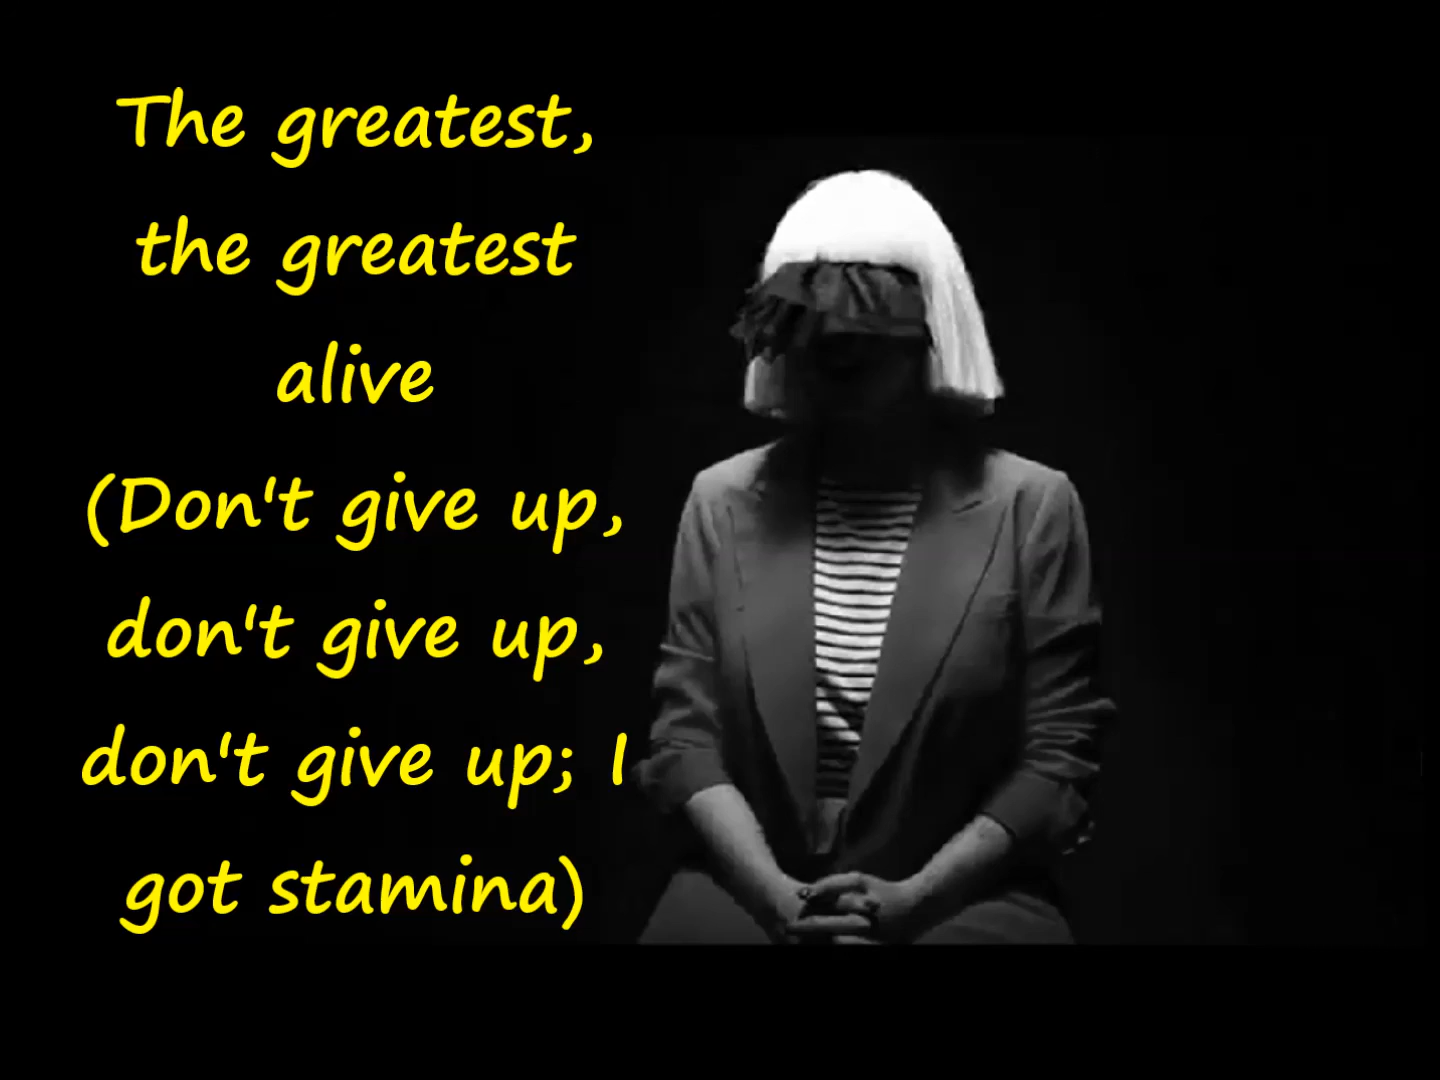 The greatest,
the greatest
alive
(Don't give up,
don't give up,
don't give up; I
got stamina)